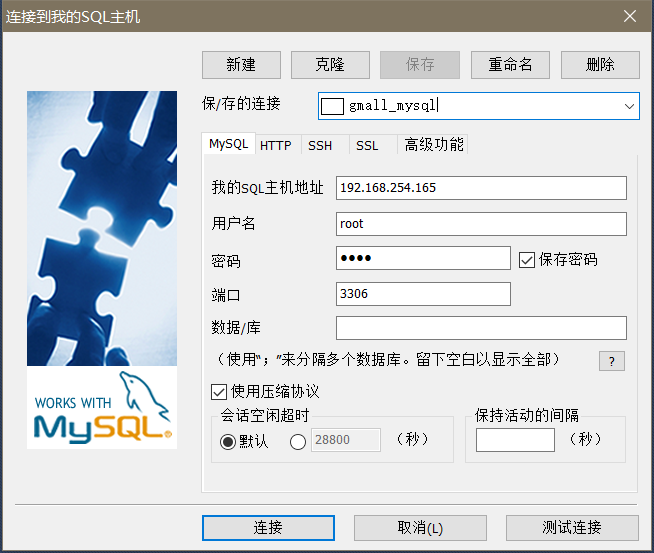 连接到我的SQL主机
新建 克隆 保存 重命名 删除
保/存的连接 gmall_mysql
MySQL HTTP SSH SSL 高级功能
我的SQL主机地址 192.168.254.165
用户名 root
密码 •••• 保存密码
端口 3306
数据/库
（使用“；”来分隔多个数据库。留下空白以显示全部） ?
使用压缩协议
会话空闲超时 保持活动的间隔
默认 28800 （秒） （秒）
WORKS WITH
MySQL®
连接 取消(L) 测试连接